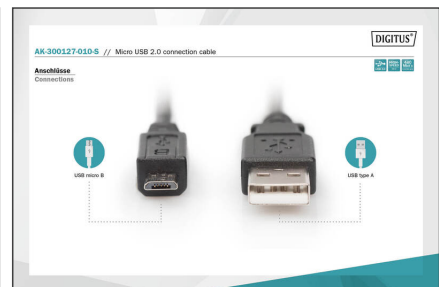 DIGITUS®
AK-300127-010-S // Micro USB 2.0 connection cable
Anschlüsse
Connections
USB micro B
USB type A